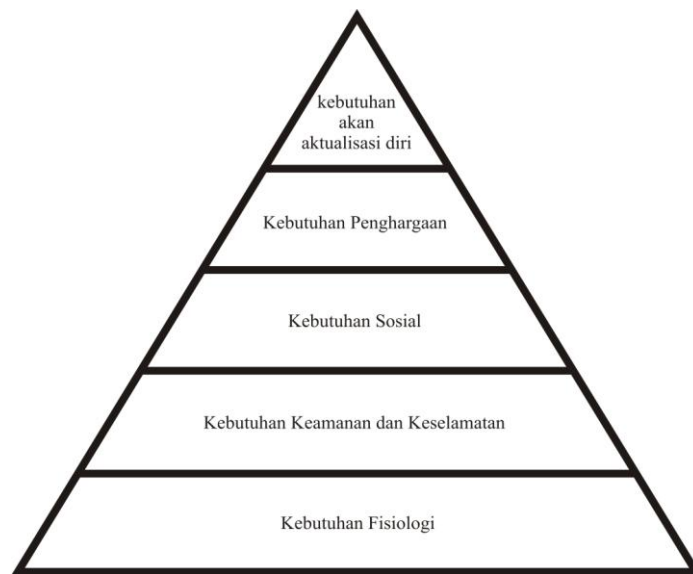 kebutuhan
akan
aktualisasi diri
Kebutuhan Penghargaan
Kebutuhan Sosial
Kebutuhan Keamanan dan Keselamatan
Kebutuhan Fisiologi